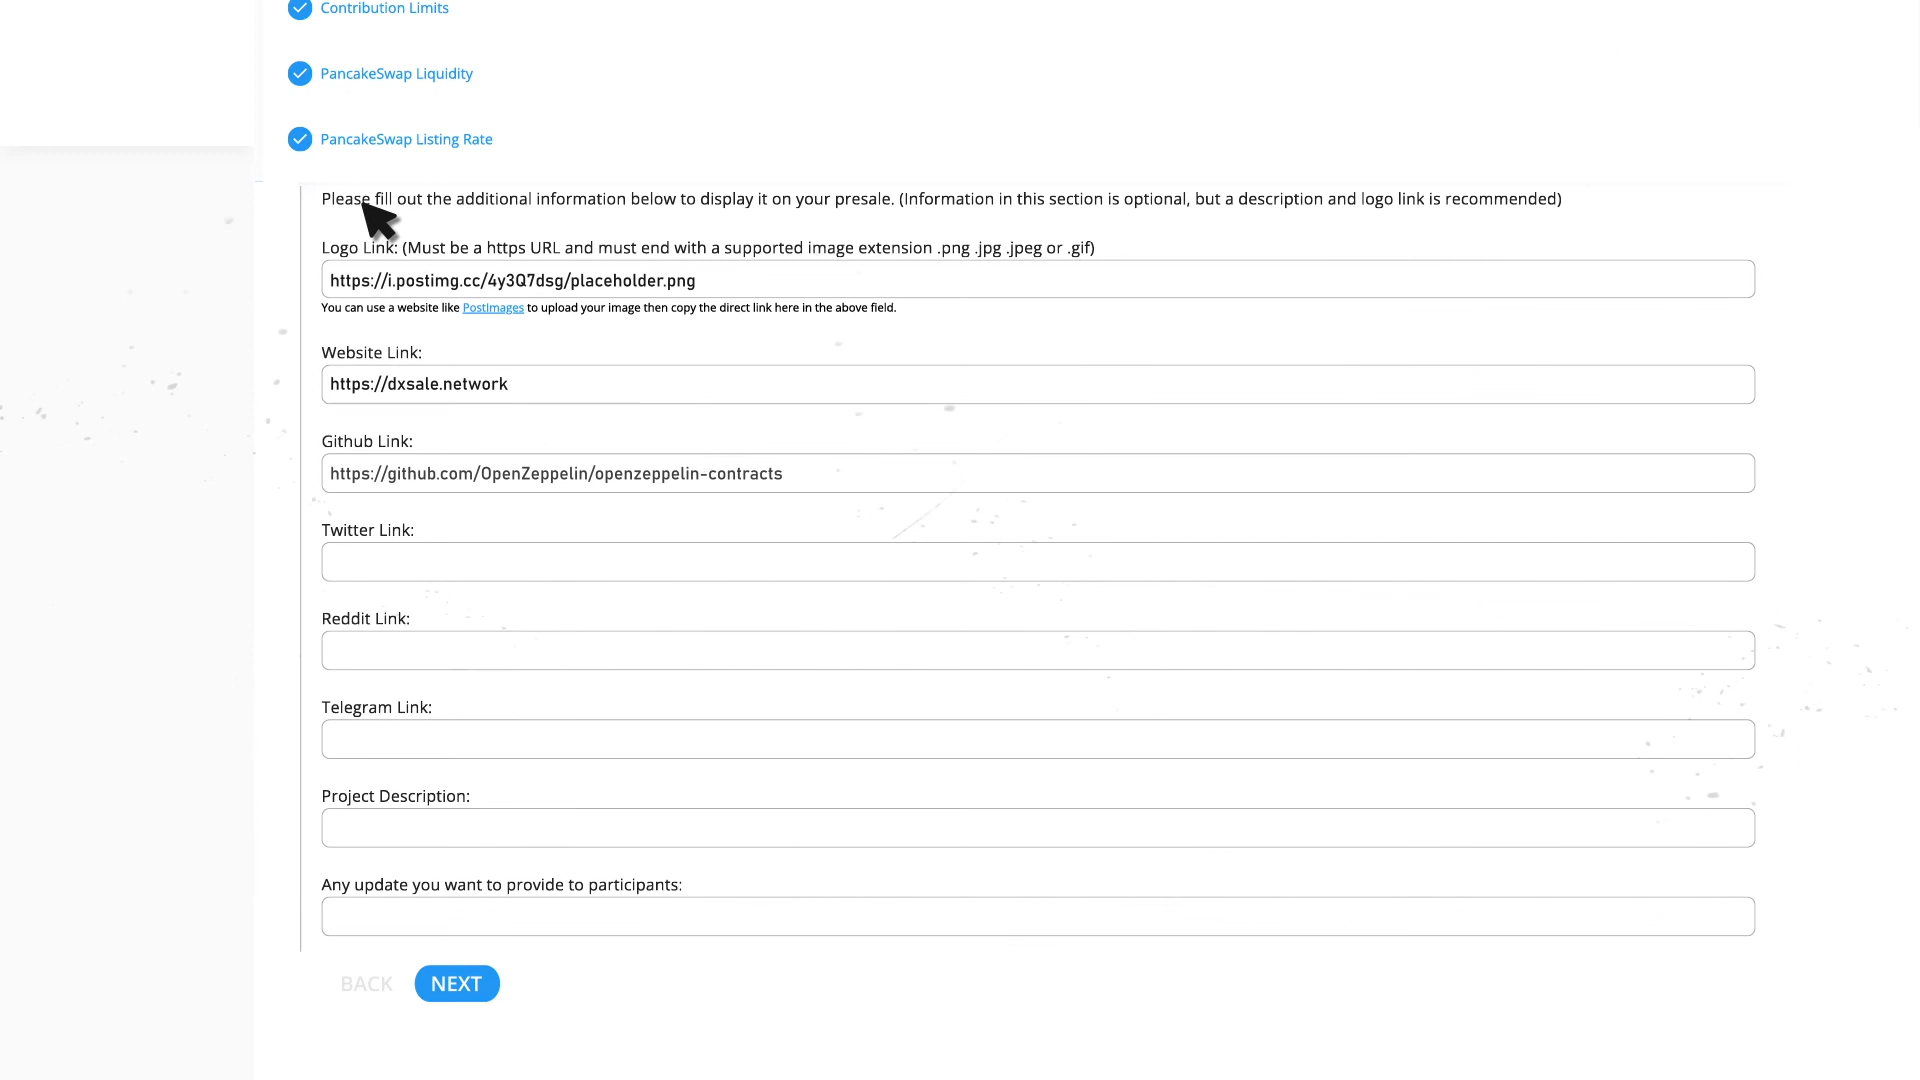 Contribution Limits
PancakeSwap Liquidity
PancakeSwap Listing Rate
Please fill out the additional information below to display it on your presale. (Information in this section is optional, but a description and logo link is recommended)
Logo Link: (Must be a https URL and must end with a supported image extension .png .jpg .jpeg or .gif)
https://i.postimg.cc/4y3Q7dsg/placeholder.png
You can use a website like PostImages to upload your image then copy the direct link here in the above field.
Website Link:
https://dxsale.network
Github Link:
https://github.com/OpenZeppelin/openzeppelin-contracts
Twitter Link:
Reddit Link:
Telegram Link:
Project Description:
Any update you want to provide to participants:
BACK NEXT